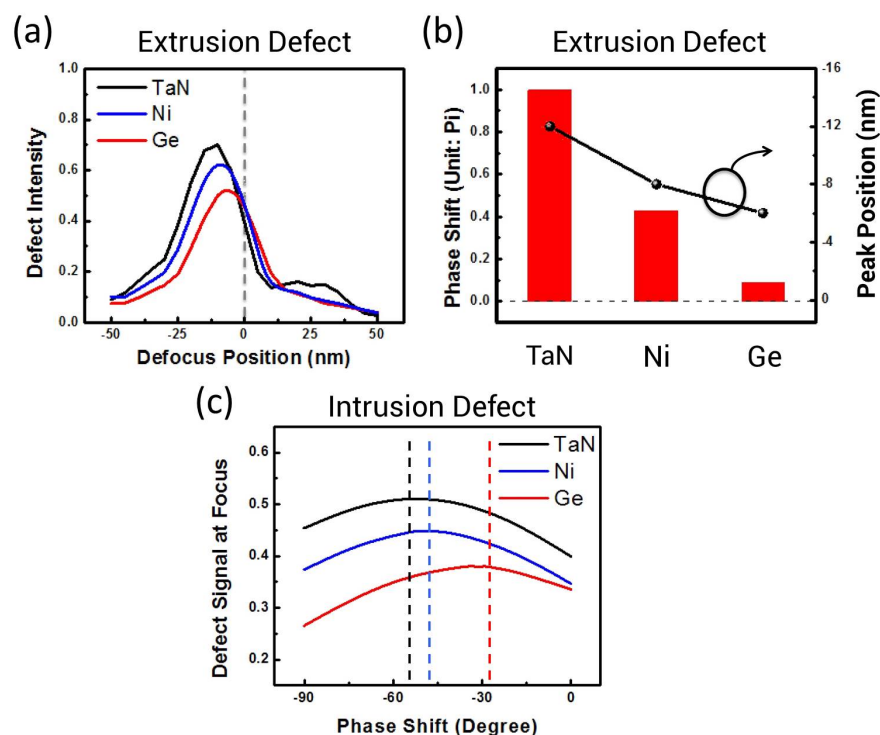 (a)
Extrusion Defect
1.0
0.8
0.6
0.4
0.2
0.0
Defect Intensity
TaN
Ni
Ge
-50
-25
0
25
50
Defocus Position (nm)
(b)
Extrusion Defect
1.0
0.8
0.6
0.4
0.2
0.0
Phase Shift (Unit: Pi)
-16
-12
-8
-4
0
Peak Position (nm)
TaN
Ni
Ge
(c)
Intrusion Defect
0.6
0.5
0.4
0.3
0.2
Defect Signal at Focus
TaN
Ni
Ge
-90
-60
-30
0
Phase Shift (Degree)